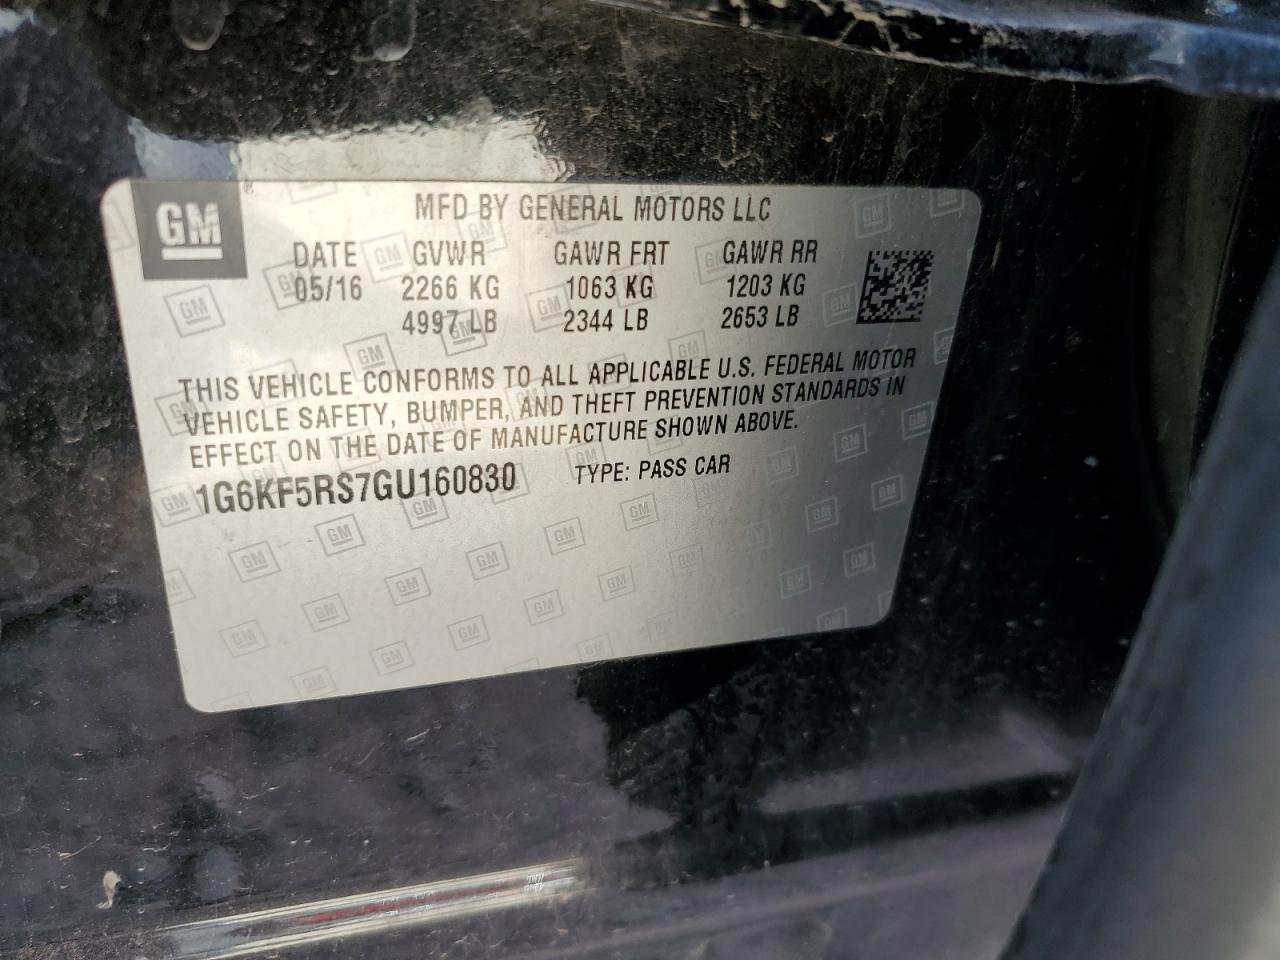 GM ® MFD BY GENERAL MOTORS LLC
DATE GVWR GAWR FRT GAWR RR
05/16 2266 KG 1063 KG 1203 KG
4997 LB 2344 LB 2653 LB
THIS VEHICLE CONFORMS TO ALL APPLICABLE U.S. FEDERAL MOTOR
VEHICLE SAFETY, BUMPER, AND THEFT PREVENTION STANDARDS IN
EFFECT ON THE DATE OF MANUFACTURE SHOWN ABOVE.
1G6KF5RS7GU160830 TYPE: PASS CAR